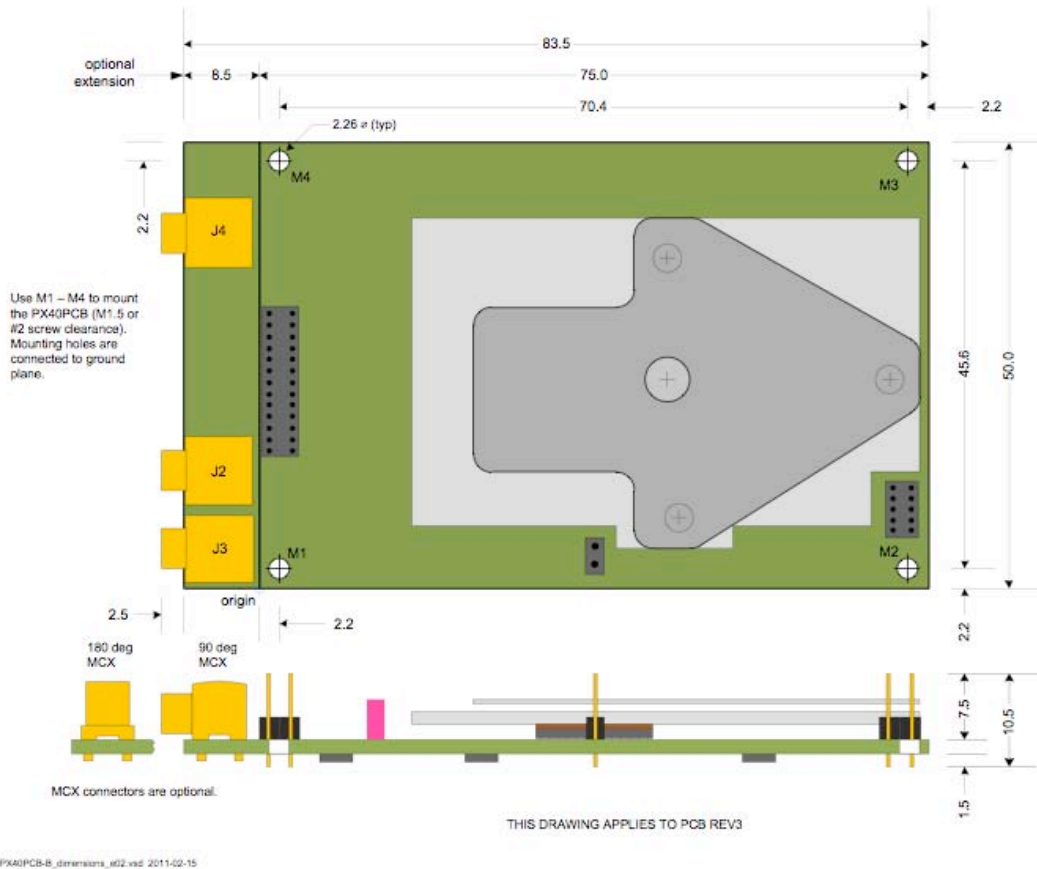 83.5
optional
extension
8.5
75.0
70.4
2.2
2.26 ø (typ)
M4
M3
2.2
J4
Use M1 – M4 to mount
the PX40PCB (M1.5 or
#2 screw clearance).
Mounting holes are
connected to ground
plane.
45.6
50.0
J2
J3
M1
M2
origin
2.5
2.2
2.2
180 deg
MCX
90 deg
MCX
7.5
10.5
1.5
MCX connectors are optional.
THIS DRAWING APPLIES TO PCB REV3
PX40PCB-B_dimensions_e02.vsd 2011-02-15